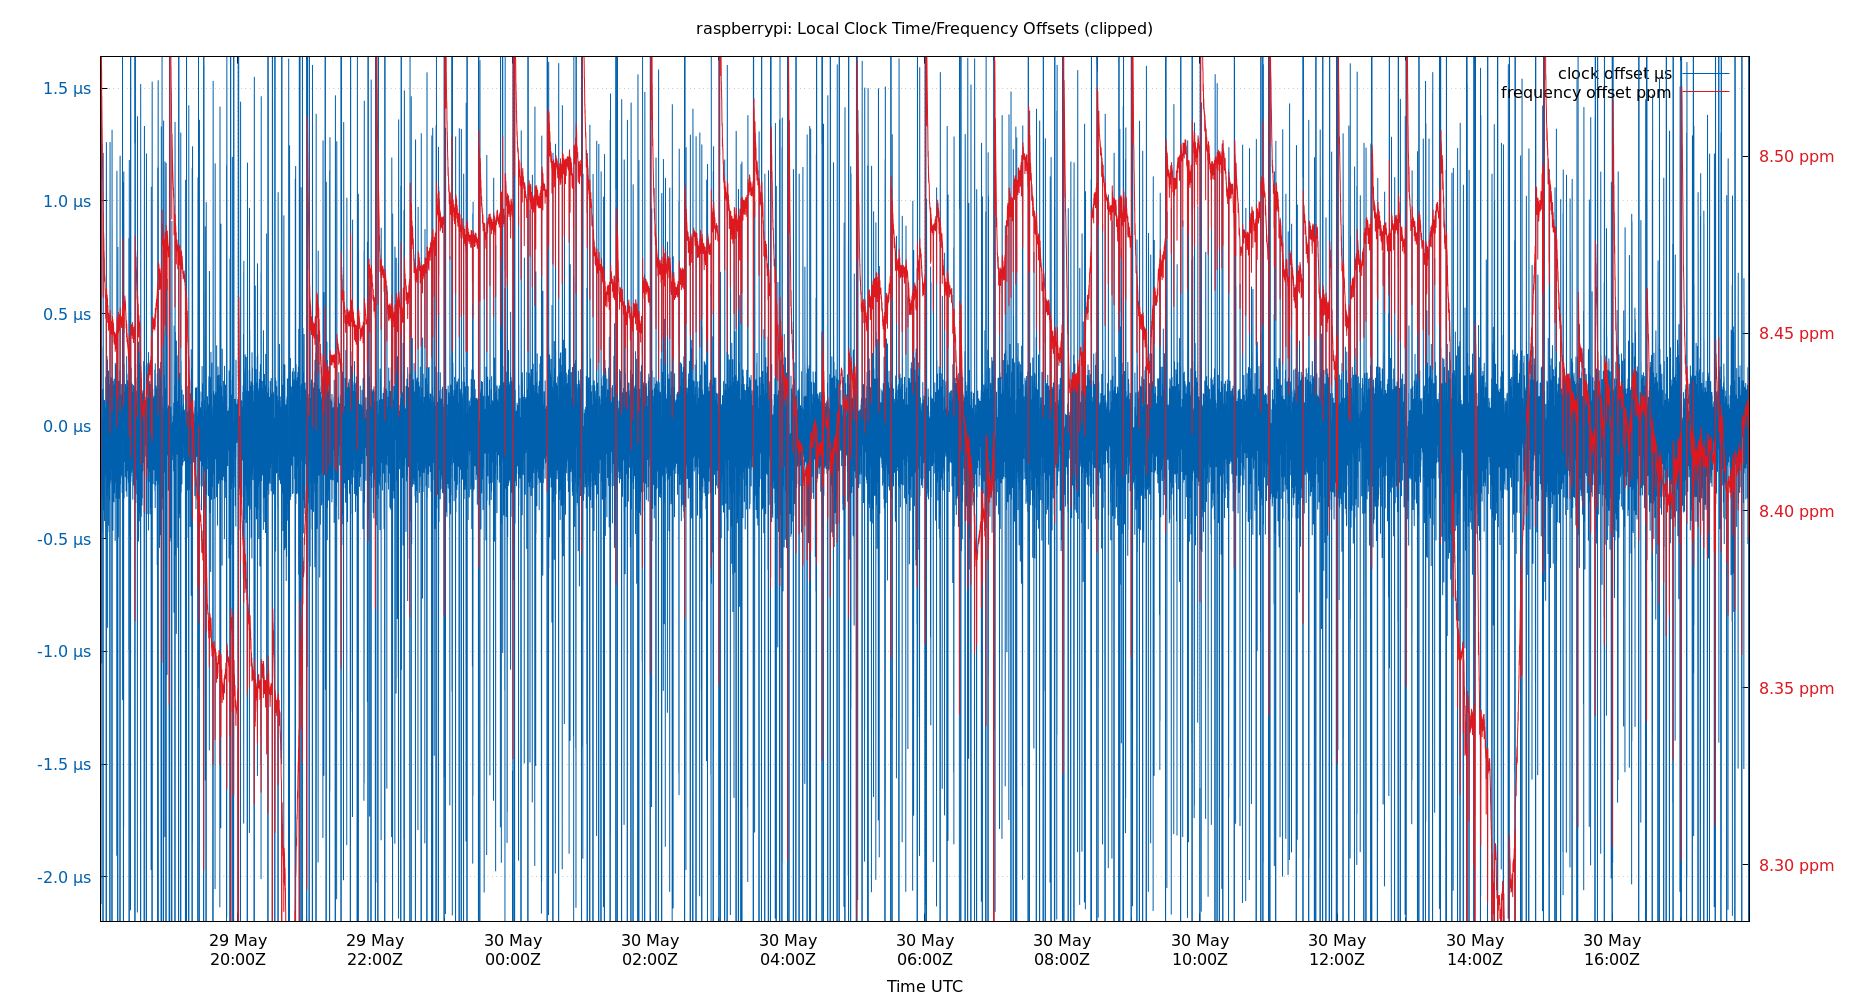 raspberrypi: Local Clock Time/Frequency Offsets (clipped)
clock offset µs
frequency offset ppm
1.5 µs
1.0 µs
0.5 µs
0.0 µs
-0.5 µs
-1.0 µs
-1.5 µs
-2.0 µs
8.50 ppm
8.45 ppm
8.40 ppm
8.35 ppm
8.30 ppm
29 May 29 May 30 May 30 May 30 May 30 May 30 May 30 May 30 May 30 May 30 May
20:00Z 22:00Z 00:00Z 02:00Z 04:00Z 06:00Z 08:00Z 10:00Z 12:00Z 14:00Z 16:00Z
Time UTC